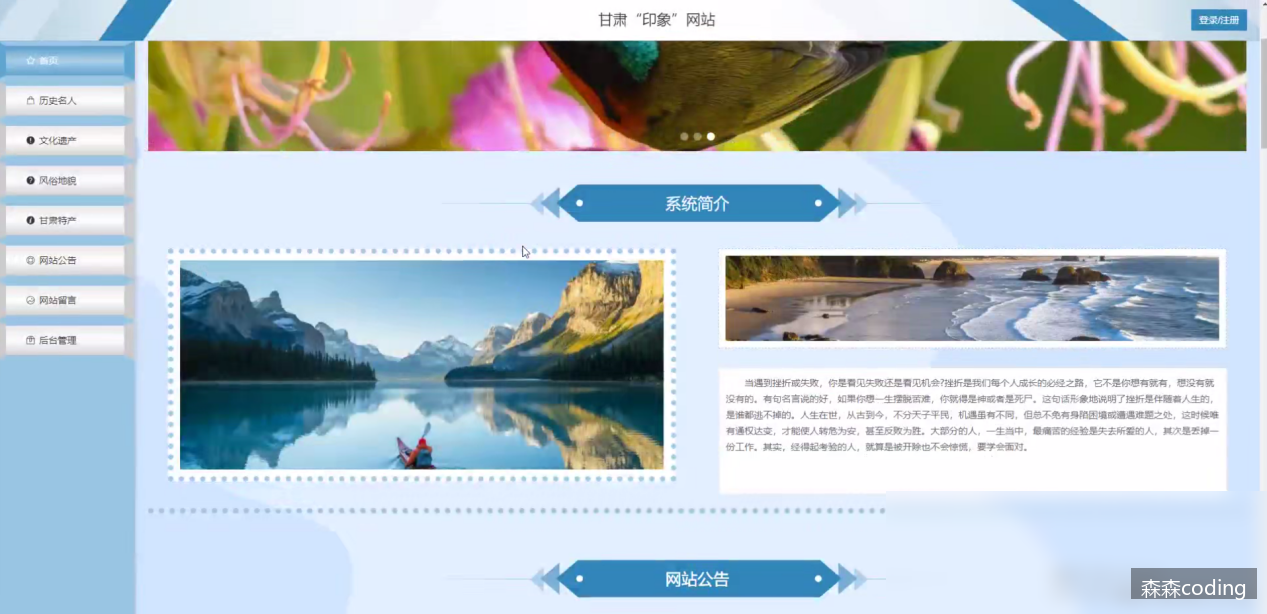 甘肃“印象”网站
登录/注册
首页
历史名人
文化遗产
风俗地貌
甘肃特产
网站公告
网站留言
后台管理
系统简介
当遇到挫折或失败，你是看见失败还是看见机会?挫折是我们每个人成长的必经之路，它不是你想有就有，想没有就
没有的。有句名言说的好，如果你想一生摆脱苦难，你就得是神或者是死尸。这句话形象地说明了挫折是伴随着人生的，
是谁都逃不掉的。人生在世，从古到今，不分天子平民，机遇虽有不同，但总不免有身陷困境或遭遇难题之处，这时候唯
有通权达变，才能使人转危为安，甚至反败为胜。大部分的人，一生当中，最痛苦的经验是失去所爱的人，其次是丢掉一
份工作。其实，经得起考验的人，就算是被开除也不会惊慌，要学会面对。
网站公告
森森coding